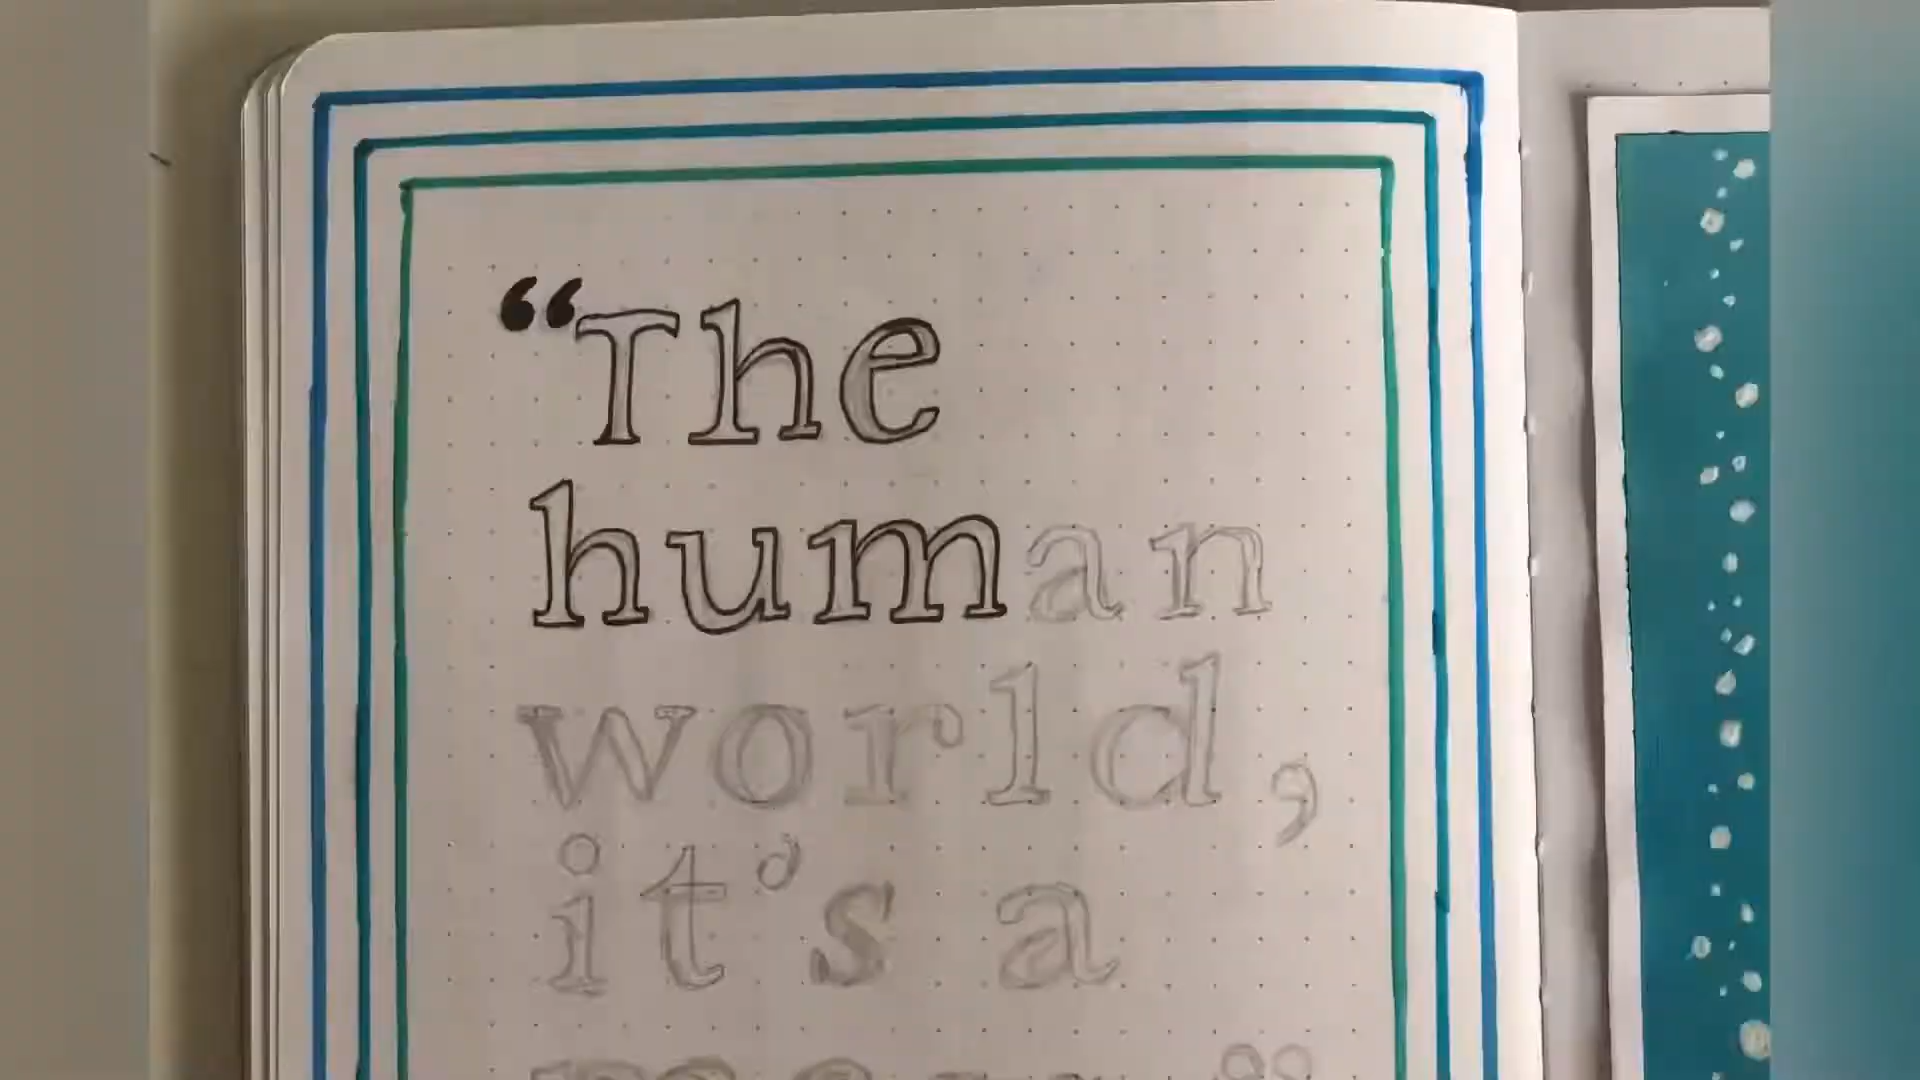 “The
human
world,
it's a